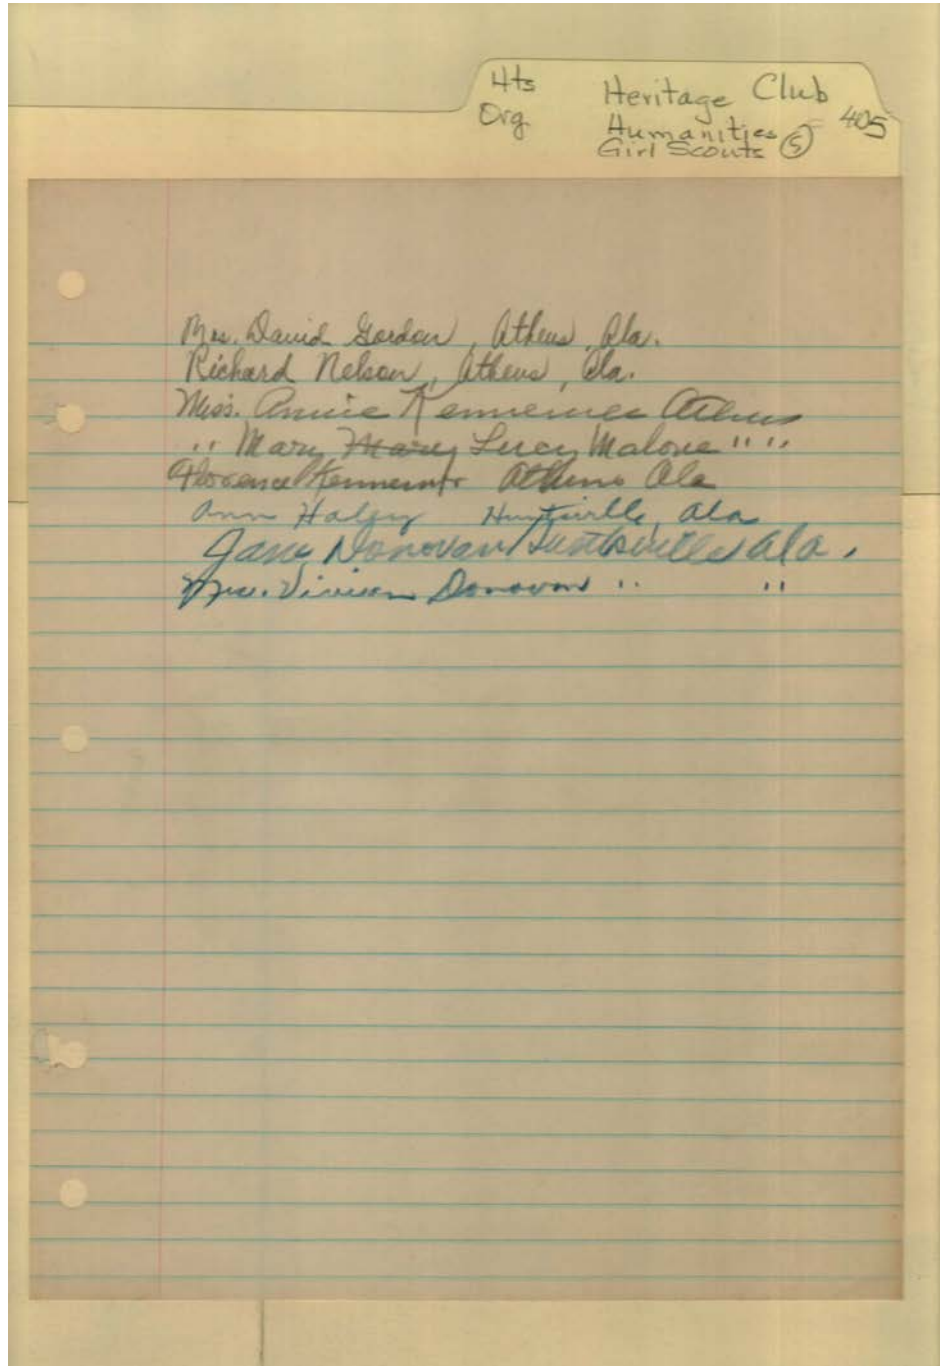 Hts Heritage Club
Org. Humanities 405
Girl Scouts (5)
Mrs. David Gordon, Athens, Ala.
Richard Nelson, Athens, Ala.
Miss. Annie Athens
" Mary Mary Lucy Malone " "
Florence Athens Ala
Ann Haley Huntsville, Ala
Jane Donovan Huntsville Ala.
Mrs. Vivian Donovan " "